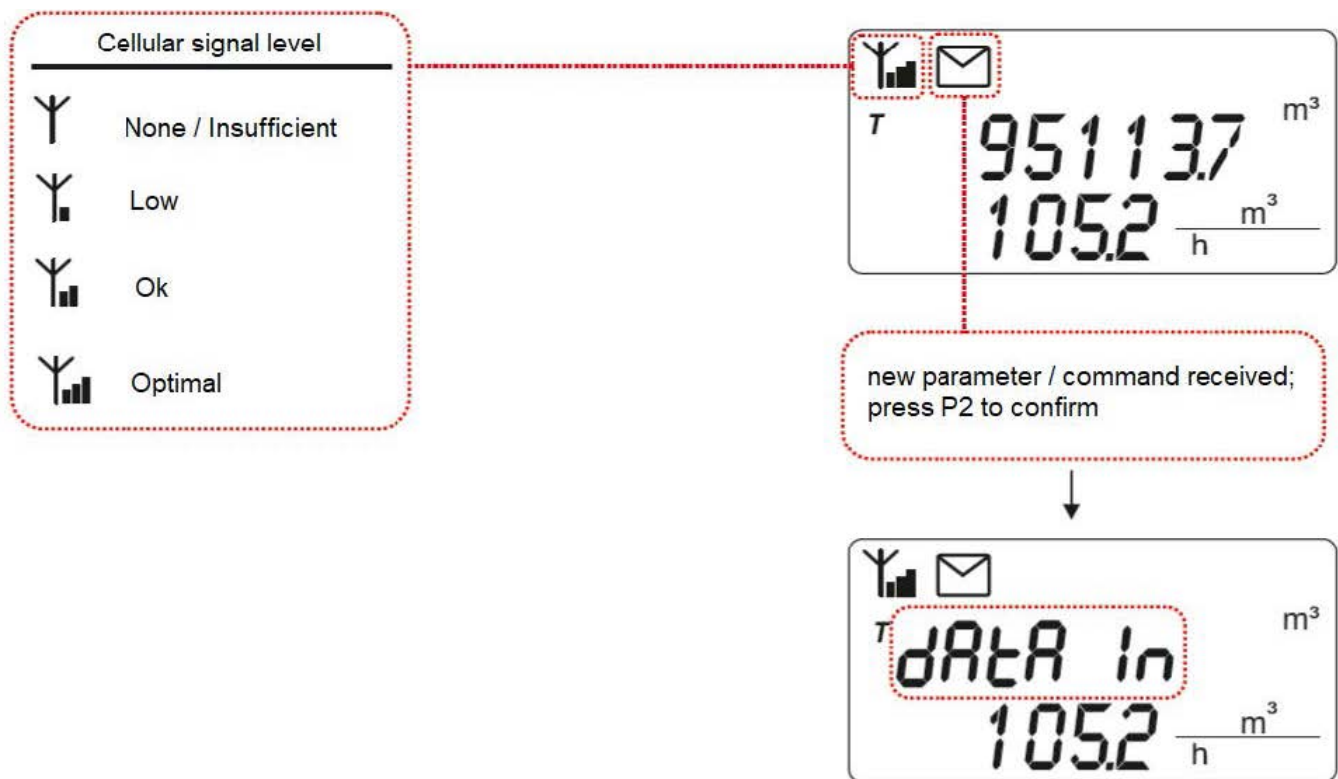 Cellular signal level
None / Insufficient
Low
Ok
Optimal
m³
T
95113.7
105.2 m³
h
new parameter / command received;
press P2 to confirm
m³
T
dAtA In
105.2 m³
h